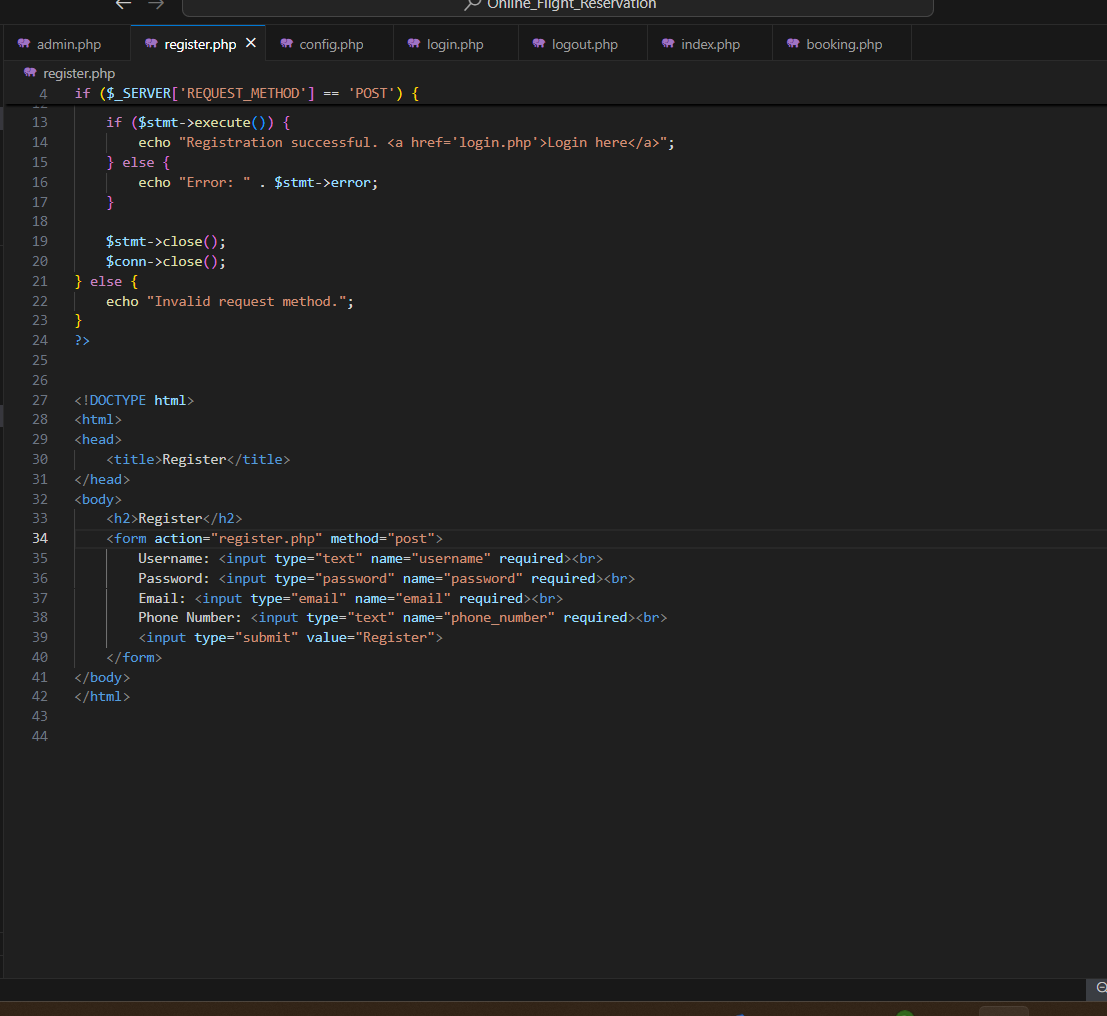 Online_Flight_Reservation
admin.php register.php config.php login.php logout.php index.php booking.php
register.php
4 if ($_SERVER['REQUEST_METHOD'] == 'POST') {
12
13 if ($stmt->execute()) {
14 echo "Registration successful. <a href='login.php'>Login here</a>";
15 } else {
16 echo "Error: " . $stmt->error;
17 }
18
19 $stmt->close();
20 $conn->close();
21 } else {
22 echo "Invalid request method.";
23 }
24 ?>
25
26
27 <!DOCTYPE html>
28 <html>
29 <head>
30 <title>Register</title>
31 </head>
32 <body>
33 <h2>Register</h2>
34 <form action="register.php" method="post">
35 Username: <input type="text" name="username" required><br>
36 Password: <input type="password" name="password" required><br>
37 Email: <input type="email" name="email" required><br>
38 Phone Number: <input type="text" name="phone_number" required><br>
39 <input type="submit" value="Register">
40 </form>
41 </body>
42 </html>
43
44